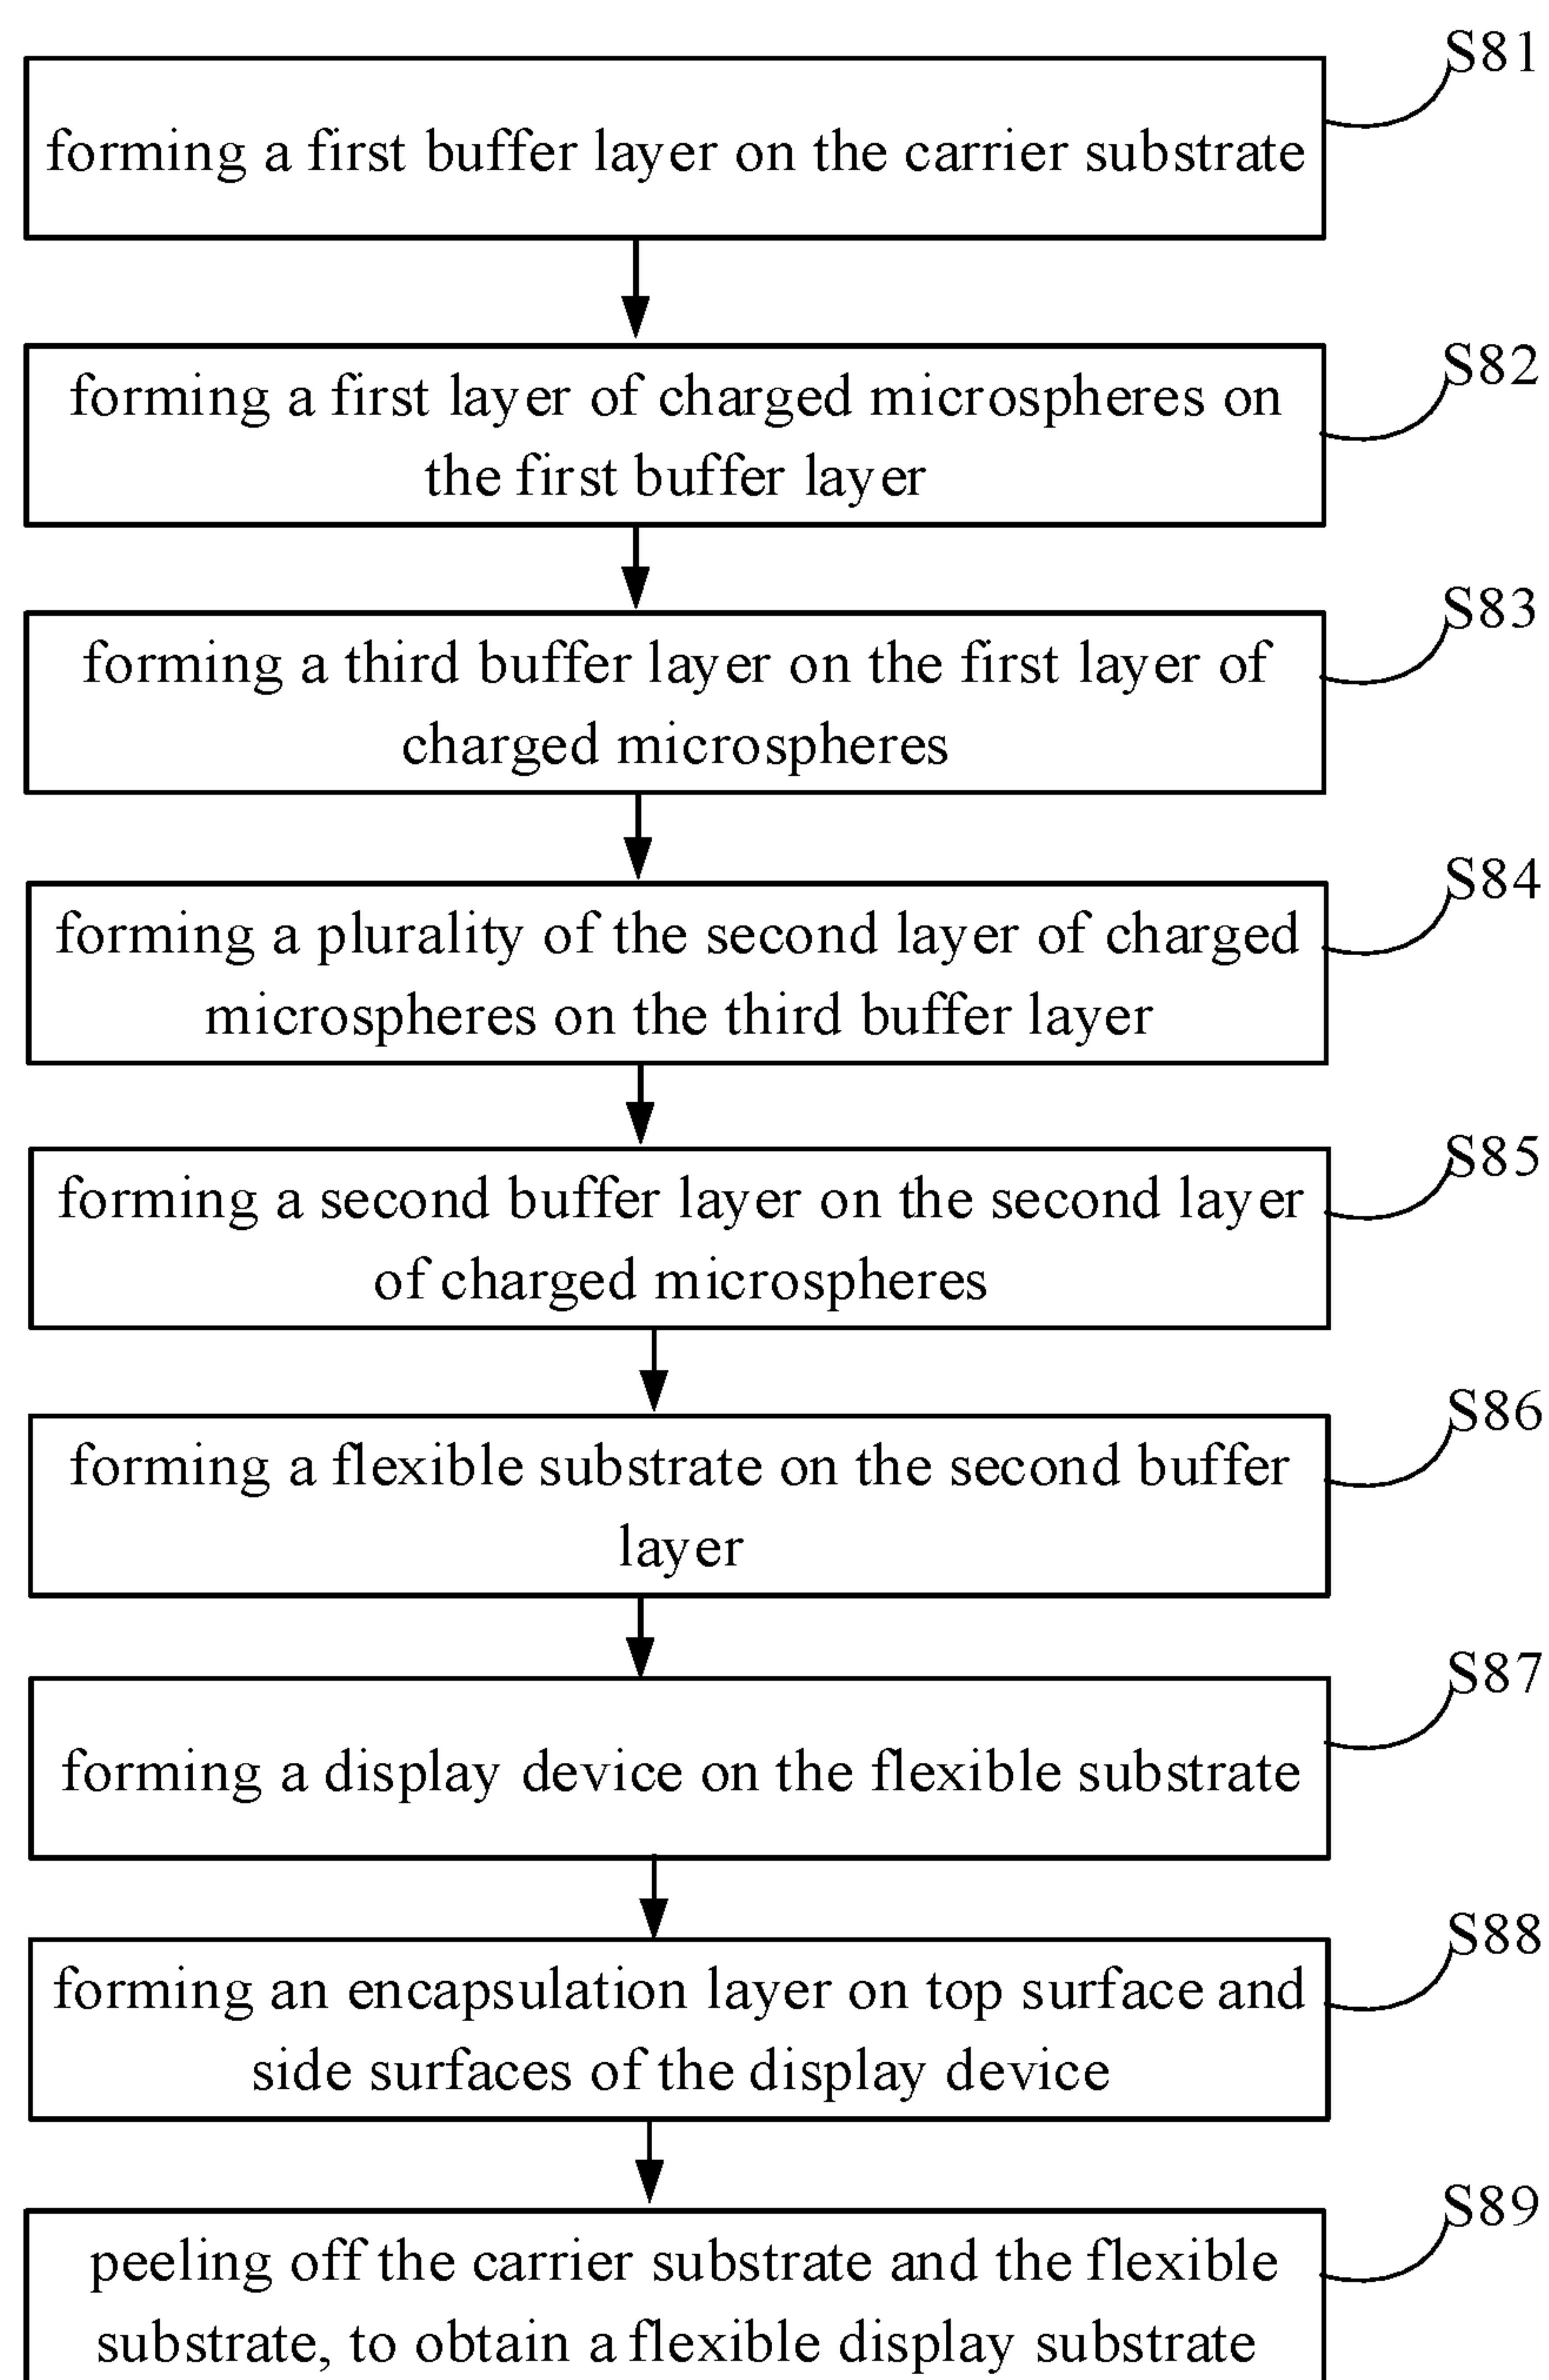 S81
forming a first buffer layer on the carrier substrate
S82
forming a first layer of charged microspheres on
the first buffer layer
S83
forming a third buffer layer on the first layer of
charged microspheres
S84
forming a plurality of the second layer of charged
microspheres on the third buffer layer
S85
forming a second buffer layer on the second layer
of charged microspheres
S86
forming a flexible substrate on the second buffer
layer
S87
forming a display device on the flexible substrate
S88
forming an encapsulation layer on top surface and
side surfaces of the display device
S89
peeling off the carrier substrate and the flexible
substrate, to obtain a flexible display substrate